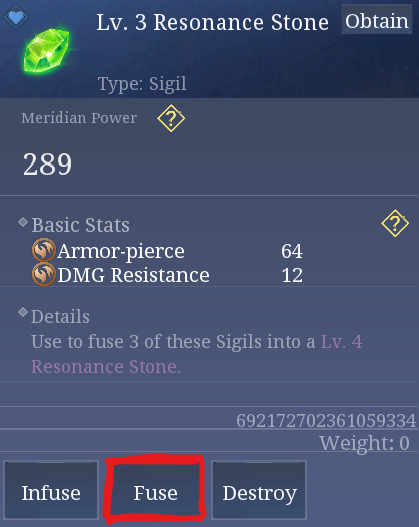 Lv. 3 Resonance Stone
Obtain
Type: Sigil
Meridian Power
289
Basic Stats
Armor-pierce 64
DMG Resistance 12
Details
Use to fuse 3 of these Sigils into a Lv. 4
Resonance Stone.
692172702361059334
Weight: 0
Infuse Fuse Destroy